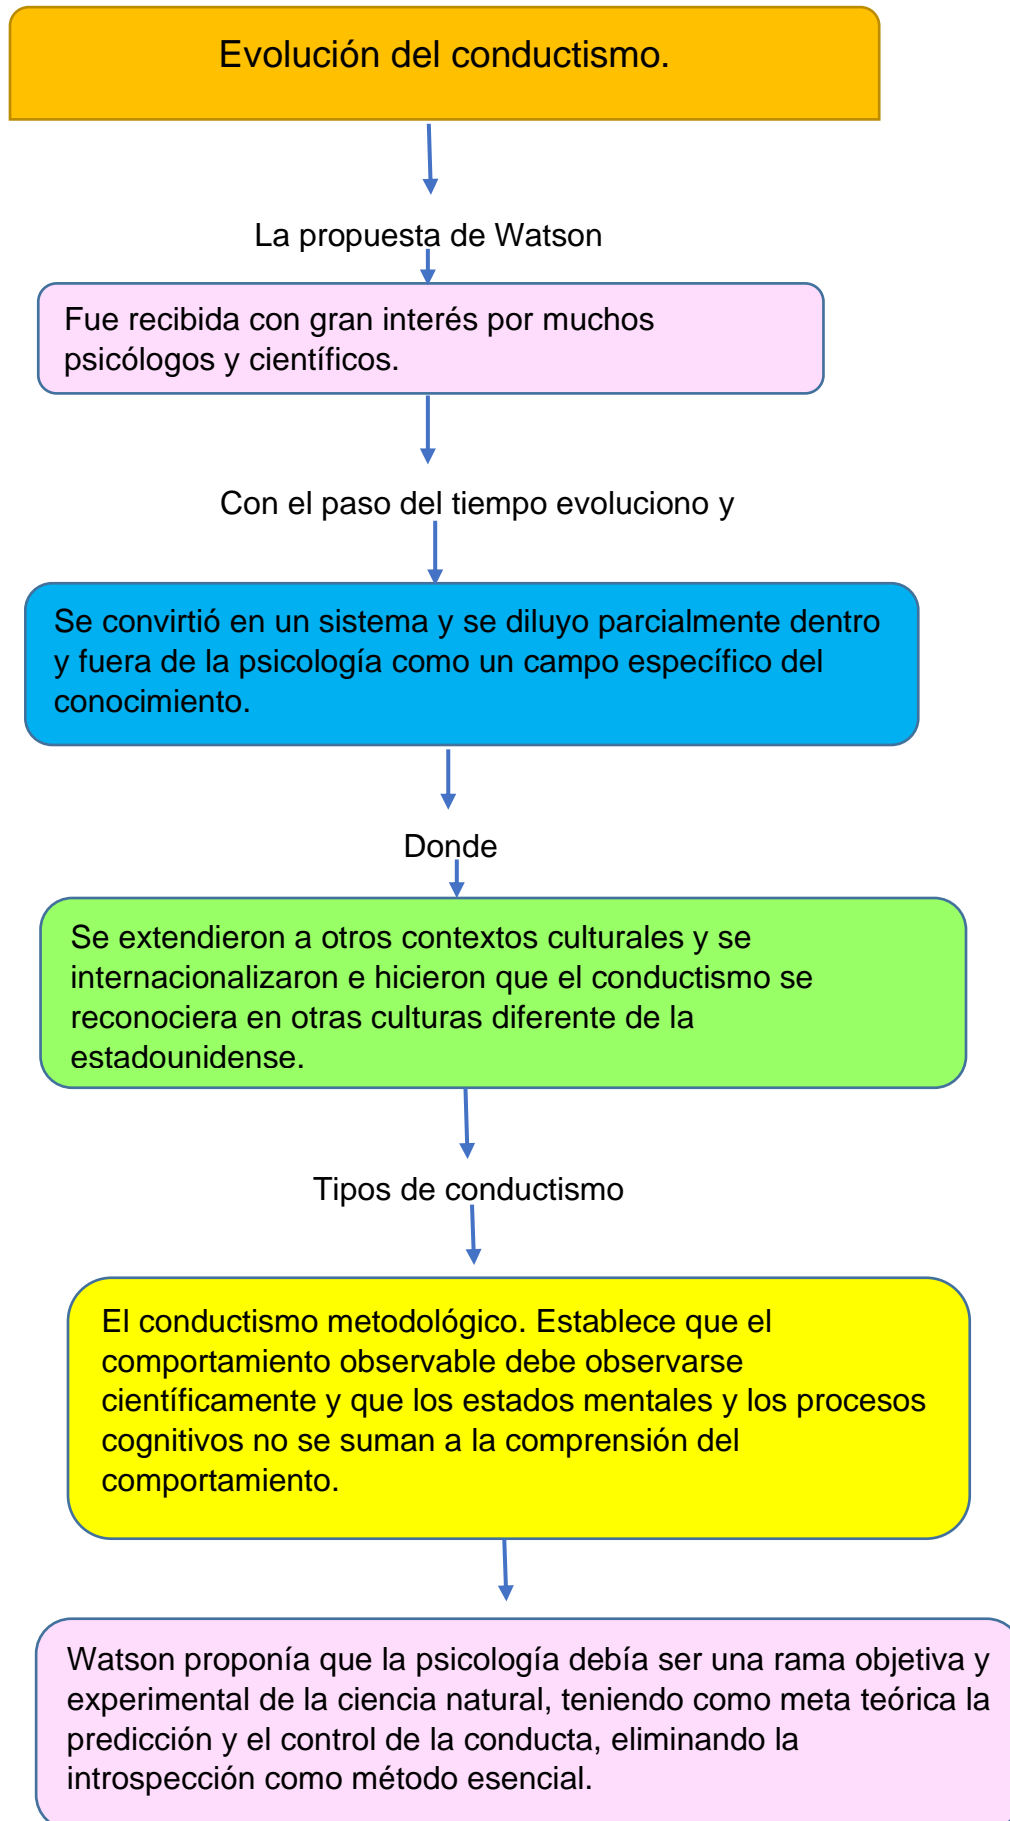 Evolución del conductismo.
La propuesta de Watson
Fue recibida con gran interés por muchos
psicólogos y científicos.
Con el paso del tiempo evoluciono y
Se convirtió en un sistema y se diluyo parcialmente dentro
y fuera de la psicología como un campo específico del
conocimiento.
Donde
Se extendieron a otros contextos culturales y se
internacionalizaron e hicieron que el conductismo se
reconociera en otras culturas diferente de la
estadounidense.
Tipos de conductismo
El conductismo metodológico. Establece que el
comportamiento observable debe observarse
científicamente y que los estados mentales y los procesos
cognitivos no se suman a la comprensión del
comportamiento.
Watson proponía que la psicología debía ser una rama objetiva y
experimental de la ciencia natural, teniendo como meta teórica la
predicción y el control de la conducta, eliminando la
introspección como método esencial.